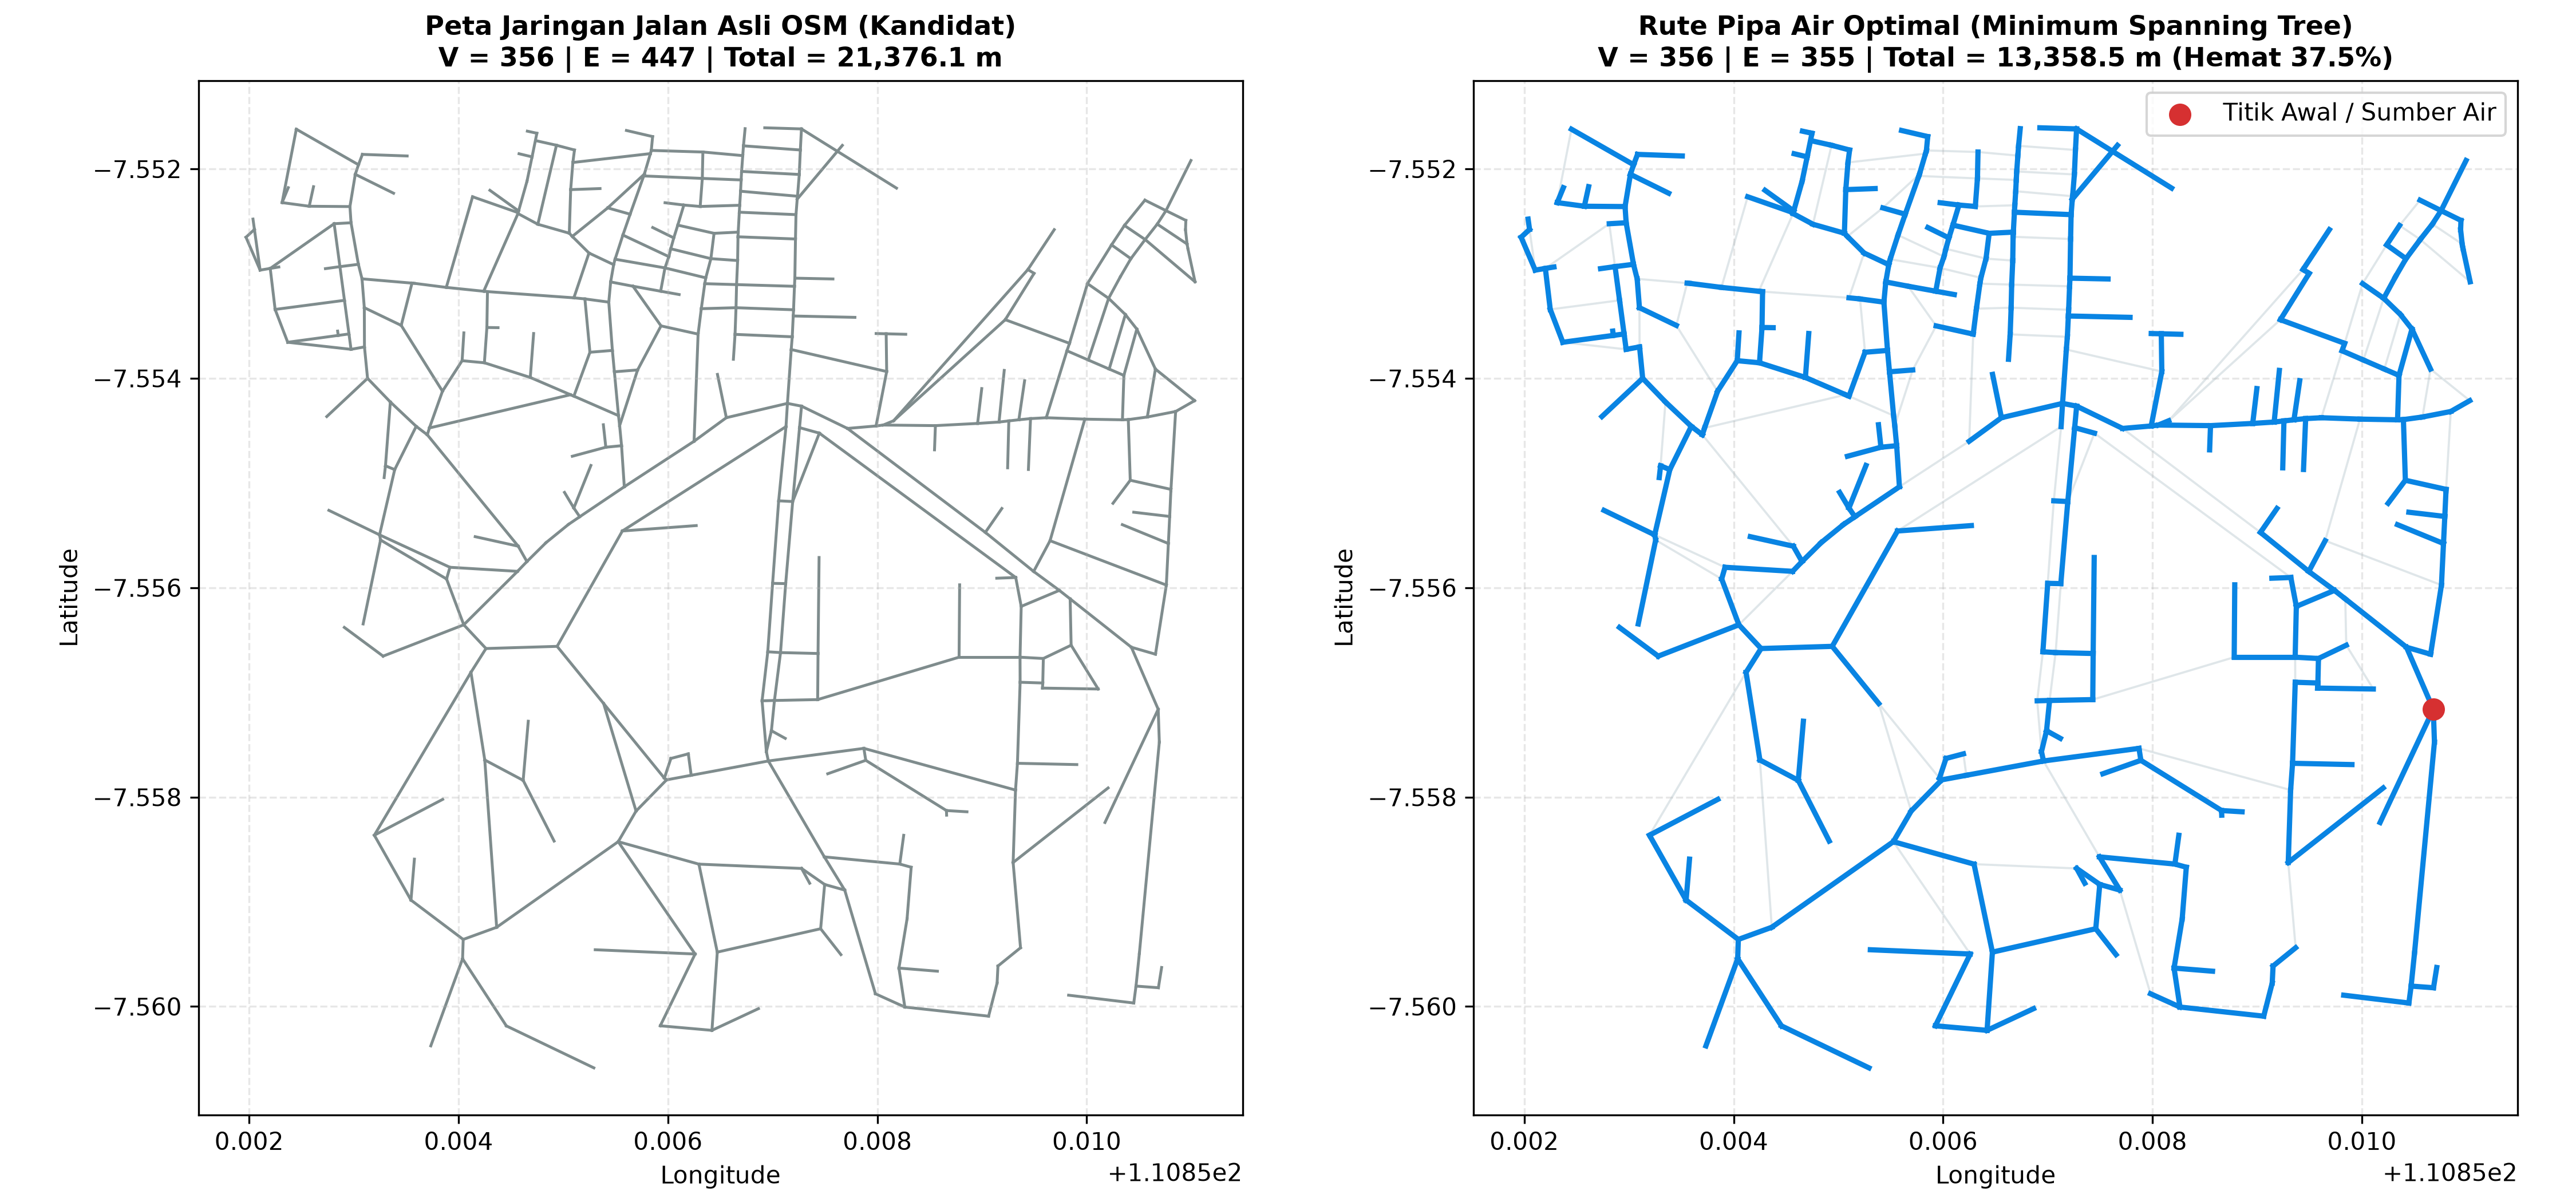 Peta Jaringan Jalan Asli OSM (Kandidat)
V = 356 | E = 447 | Total = 21,376.1 m
−7.552
−7.554
−7.556
−7.558
−7.560
Latitude
0.002
0.004
0.006
0.008
0.010
Longitude
+1.1085e2
Rute Pipa Air Optimal (Minimum Spanning Tree)
V = 356 | E = 355 | Total = 13,358.5 m (Hemat 37.5%)
Titik Awal / Sumber Air
−7.552
−7.554
−7.556
−7.558
−7.560
Latitude
0.002
0.004
0.006
0.008
0.010
Longitude
+1.1085e2